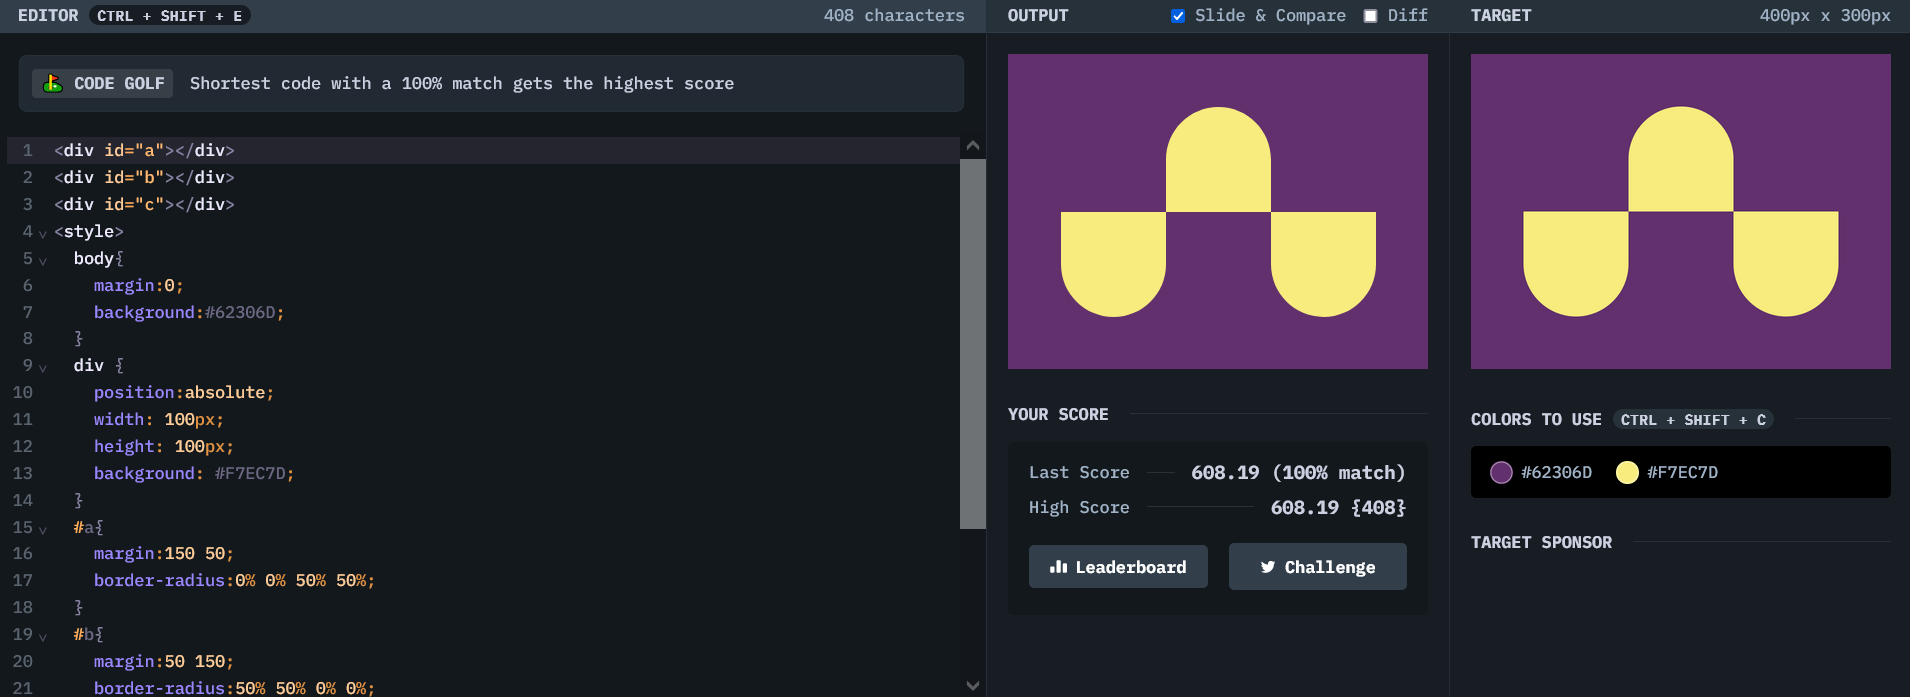 EDITOR CTRL + SHIFT + E 408 characters
CODE GOLF Shortest code with a 100% match gets the highest score
1 <div id="a"></div>
2 <div id="b"></div>
3 <div id="c"></div>
4 <style>
5 body{
6 margin:0;
7 background:#62306D;
8 }
9 div {
10 position:absolute;
11 width: 100px;
12 height: 100px;
13 background: #F7EC7D;
14 }
15 #a{
16 margin:150 50;
17 border-radius:0% 0% 50% 50%;
18 }
19 #b{
20 margin:50 150;
21 border-radius:50% 50% 0% 0%;
OUTPUT Slide & Compare Diff
YOUR SCORE
Last Score 608.19 (100% match)
High Score 608.19 {408}
Leaderboard Challenge
TARGET 400px x 300px
COLORS TO USE CTRL + SHIFT + C
#62306D #F7EC7D
TARGET SPONSOR